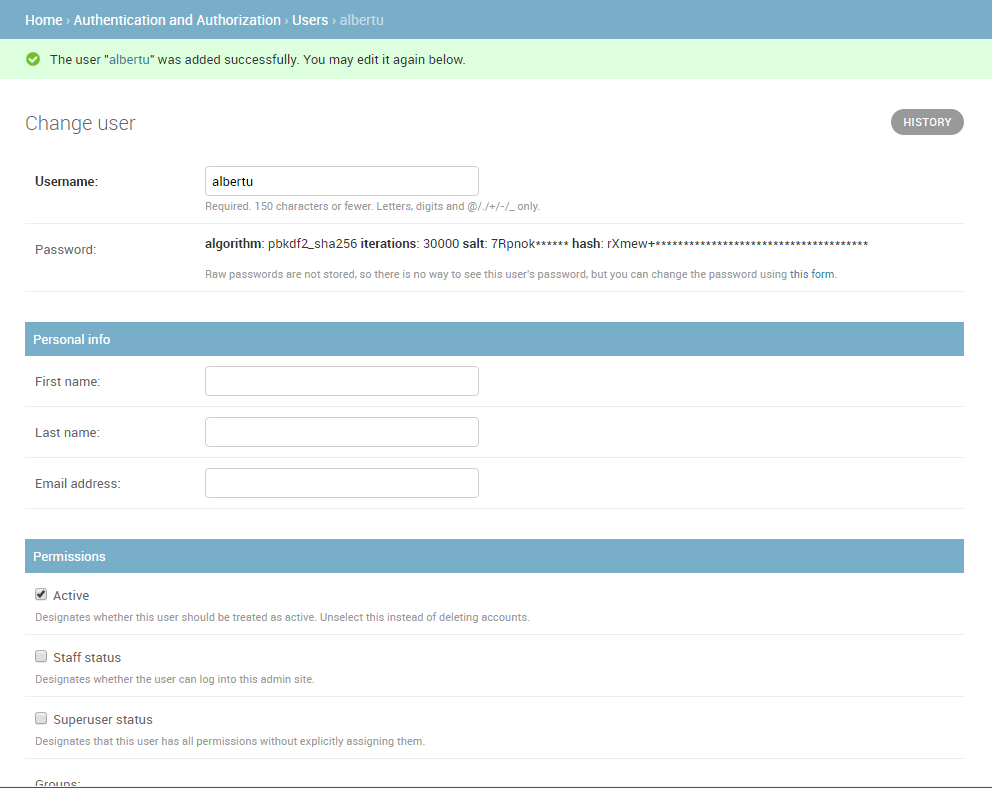 Home › Authentication and Authorization › Users › albertu
The user "albertu" was added successfully. You may edit it again below.
Change user
HISTORY
Username:
albertu
Required. 150 characters or fewer. Letters, digits and @/./+/-/_ only.
Password:
algorithm: pbkdf2_sha256 iterations: 30000 salt: 7Rpnok****** hash: rXmew+**************************************
Raw passwords are not stored, so there is no way to see this user's password, but you can change the password using this form.
Personal info
First name:
Last name:
Email address:
Permissions
Active
Designates whether this user should be treated as active. Unselect this instead of deleting accounts.
Staff status
Designates whether the user can log into this admin site.
Superuser status
Designates that this user has all permissions without explicitly assigning them.
Groups: